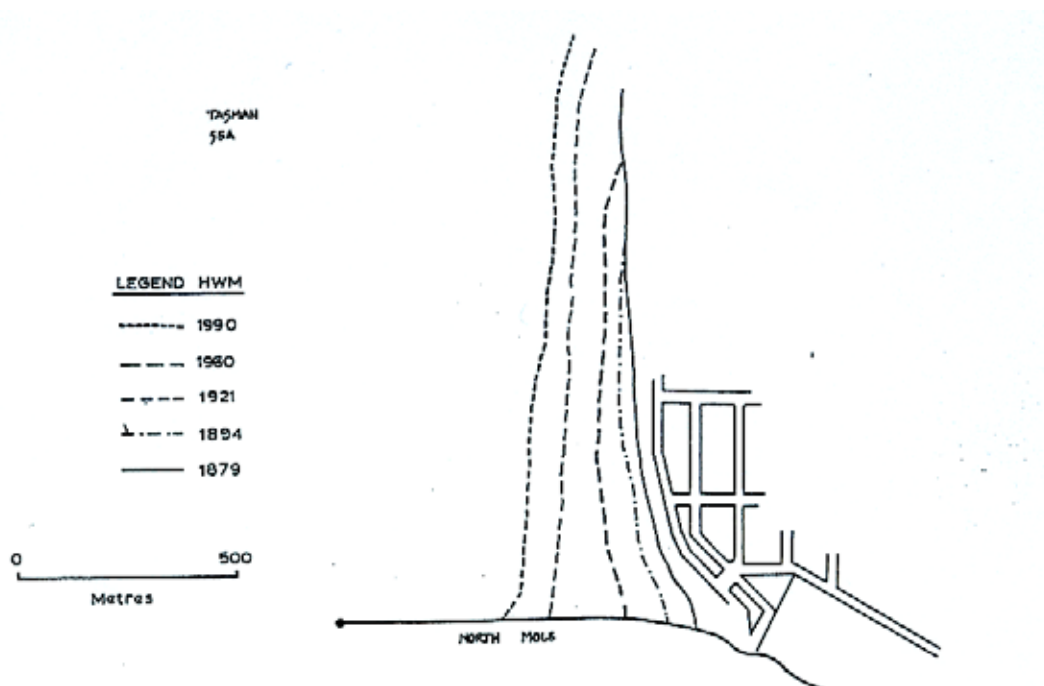 TASMAN
SEA
LEGEND HWM
1990
1960
1921
1894
1879
0 500
Metres
NORTH MOLE